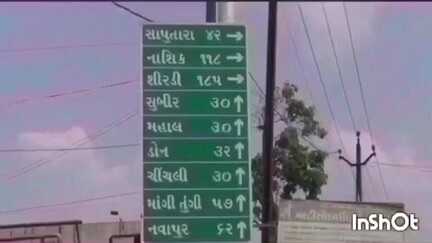 સાપુતારા ૪૨ →
નાશિક ૧૧૮ →
શીરડી ૧૮૫ →
સુબીર ૩૦ ↑
મહાલ ૩૦ ↑
ડોન ૩૨ ↑
ચીંચલી ૩૦ ↑
માંગી તુંગી ૫૭ ↑
નવાપુર ૬૨ ↑
InShOt